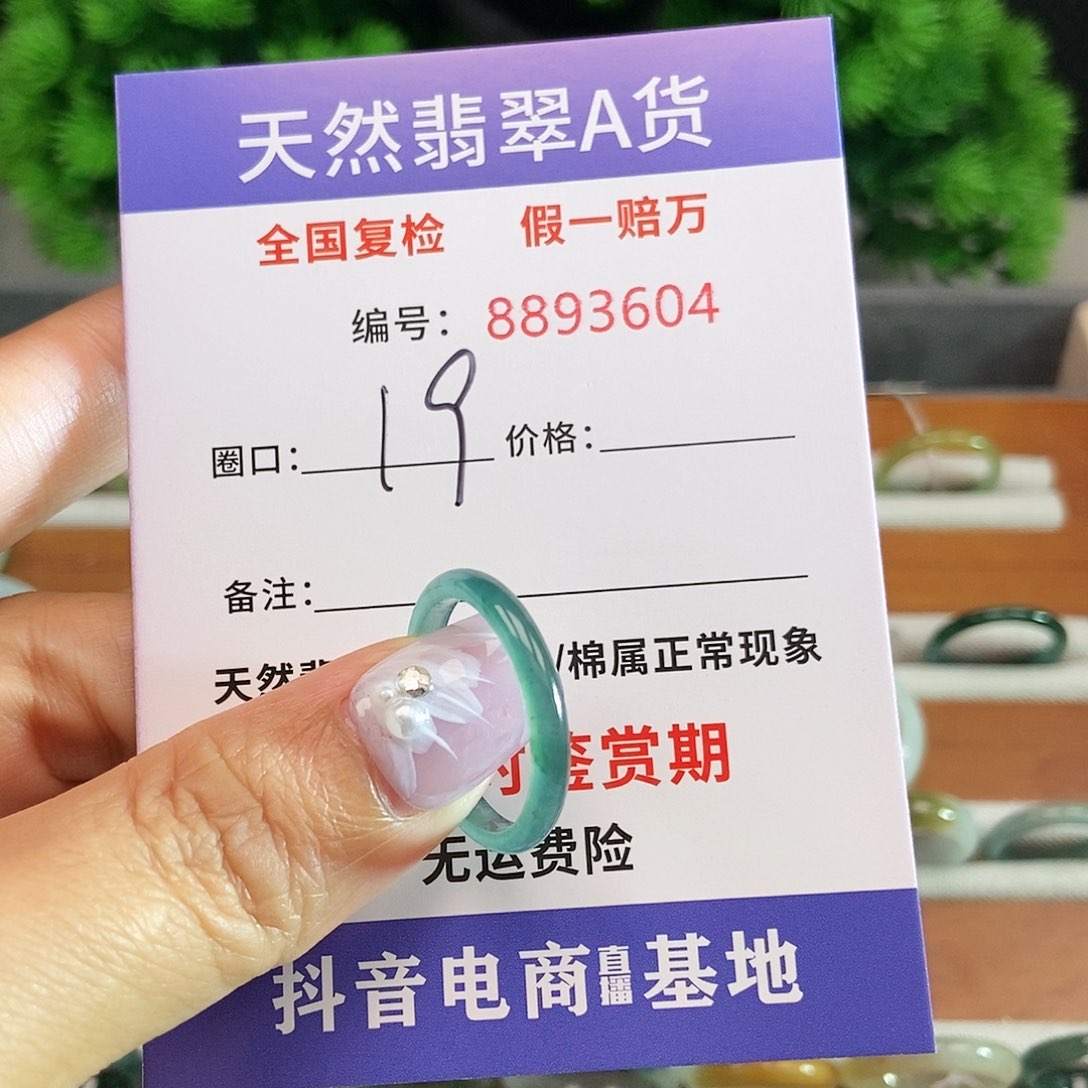 天然翡翠A货
全国复检 假一赔万
编号：8893604
圈口：19 价格：
备注：
天然翡 /棉属正常现象
时鉴赏期
无运费险
抖音电商直播基地